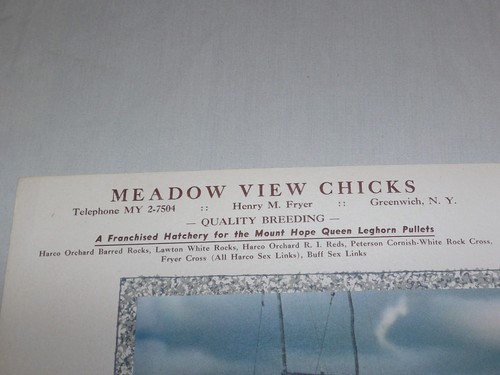 MEADOW VIEW CHICKS
Telephone MY 2-7504 :: Henry M. Fryer :: Greenwich, N. Y.
— QUALITY BREEDING —
A Franchised Hatchery for the Mount Hope Queen Leghorn Pullets
Harco Orchard Barred Rocks, Lawton White Rocks, Harco Orchard R. I. Reds, Peterson Cornish-White Rock Cross,
Fryer Cross (All Harco Sex Links), Buff Sex Links